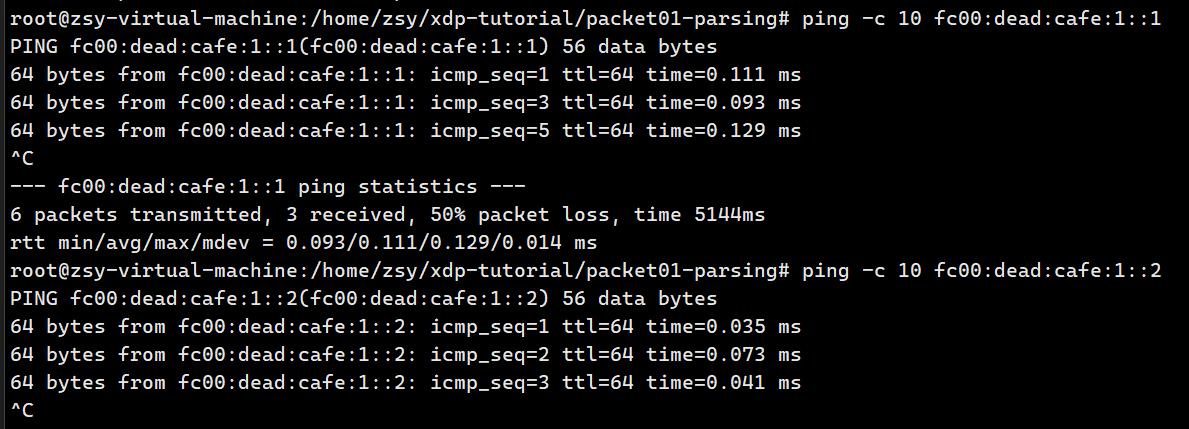 root@zsy-virtual-machine:/home/zsy/xdp-tutorial/packet01-parsing# ping -c 10 fc00:dead:cafe:1::1
PING fc00:dead:cafe:1::1(fc00:dead:cafe:1::1) 56 data bytes
64 bytes from fc00:dead:cafe:1::1: icmp_seq=1 ttl=64 time=0.111 ms
64 bytes from fc00:dead:cafe:1::1: icmp_seq=3 ttl=64 time=0.093 ms
64 bytes from fc00:dead:cafe:1::1: icmp_seq=5 ttl=64 time=0.129 ms
^C
--- fc00:dead:cafe:1::1 ping statistics ---
6 packets transmitted, 3 received, 50% packet loss, time 5144ms
rtt min/avg/max/mdev = 0.093/0.111/0.129/0.014 ms
root@zsy-virtual-machine:/home/zsy/xdp-tutorial/packet01-parsing# ping -c 10 fc00:dead:cafe:1::2
PING fc00:dead:cafe:1::2(fc00:dead:cafe:1::2) 56 data bytes
64 bytes from fc00:dead:cafe:1::2: icmp_seq=1 ttl=64 time=0.035 ms
64 bytes from fc00:dead:cafe:1::2: icmp_seq=2 ttl=64 time=0.073 ms
64 bytes from fc00:dead:cafe:1::2: icmp_seq=3 ttl=64 time=0.041 ms
^C